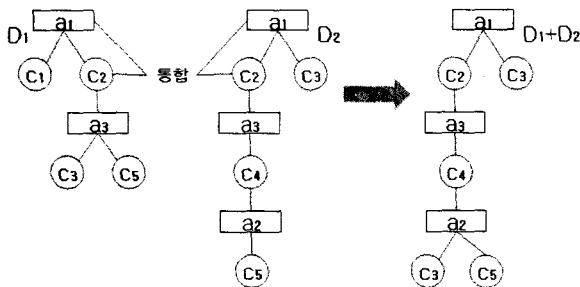 D1 a1 a1 D2 a1 D1+D2
C1 C2 통합 C2 C3 C2 C3
a3 a3 a3
C3 C5 C4 C4
a2 a2
C5 C3 C5